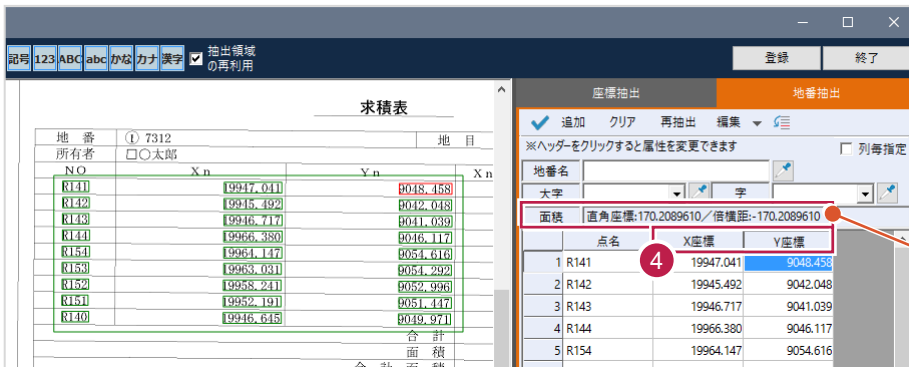 記号 123 ABC abc かな カナ 漢字 抽出領域の再利用 登録 終了
求積表
地 番 ① 7312 地 目
所有者 □○太郎
NO Xn Yn Xn
R141 19947.041 9048.458
R142 19945.492 9042.048
R143 19946.717 9041.039
R144 19966.380 9046.117
R154 19964.147 9054.616
R153 19963.031 9054.292
R152 19958.241 9052.996
R151 19952.191 9051.447
R140 19946.645 9049.971
合 計
面 積
合 計 面 積
座標抽出 地番抽出
追加 クリア 再抽出 編集
※ヘッダーをクリックすると属性を変更できます 列毎指定
地番名
大字 字
面積 直角座標:170.2089610／倍横距:-170.2089610
点名 X座標 Y座標
4
1 R141 19947.041 9048.458
2 R142 19945.492 9042.048
3 R143 19946.717 9041.039
4 R144 19966.380 9046.117
5 R154 19964.147 9054.616